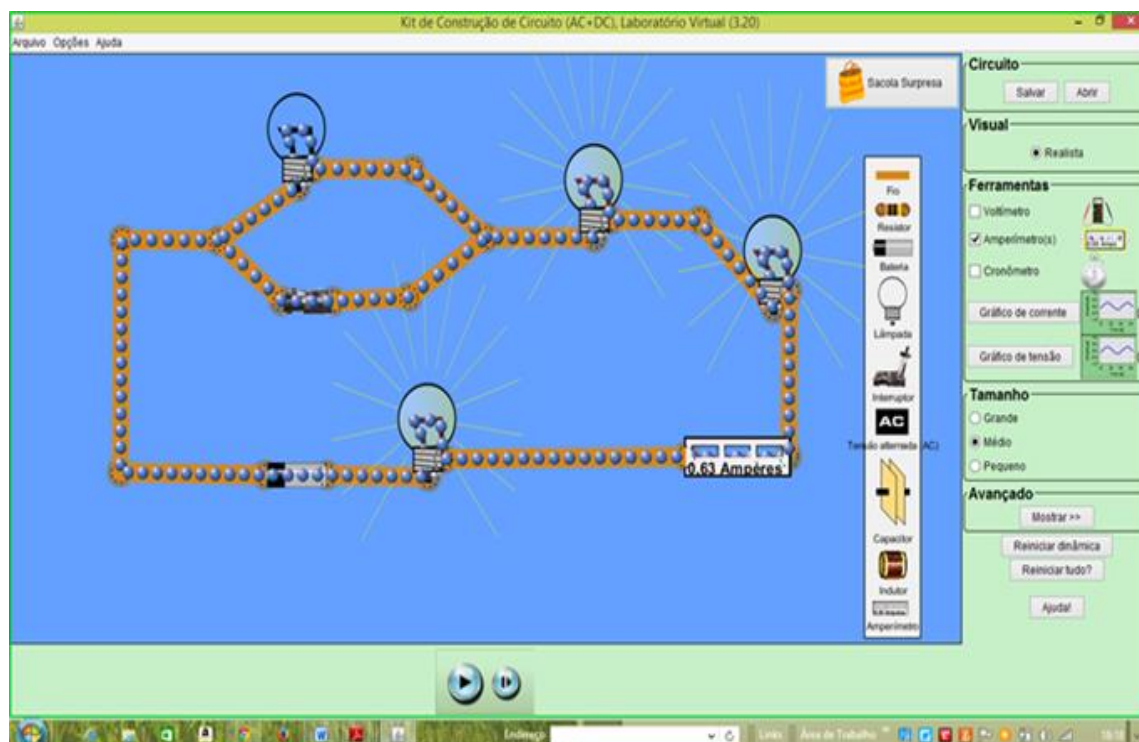 Kit de Construção de Circuito (AC+DC), Laboratório Virtual (3.20)
Arquivo Opções Ajuda
Sacola Surpresa
Fio
Resistor
Bateria
Lâmpada
Interruptor
AC
Tensão alternada (AC)
Capacitor
Indutor
Amperímetro
0.63 Ampères
Circuito
Salvar Abrir
Visual
Realista
Ferramentas
Voltímetro
Amperímetro(s)
Cronômetro
Gráfico de corrente
Gráfico de tensão
Tamanho
Grande
Médio
Pequeno
Avançado
Mostrar >>
Reiniciar dinâmica
Reiniciar tudo?
Ajuda!
Endereço
Links Área de Trabalho